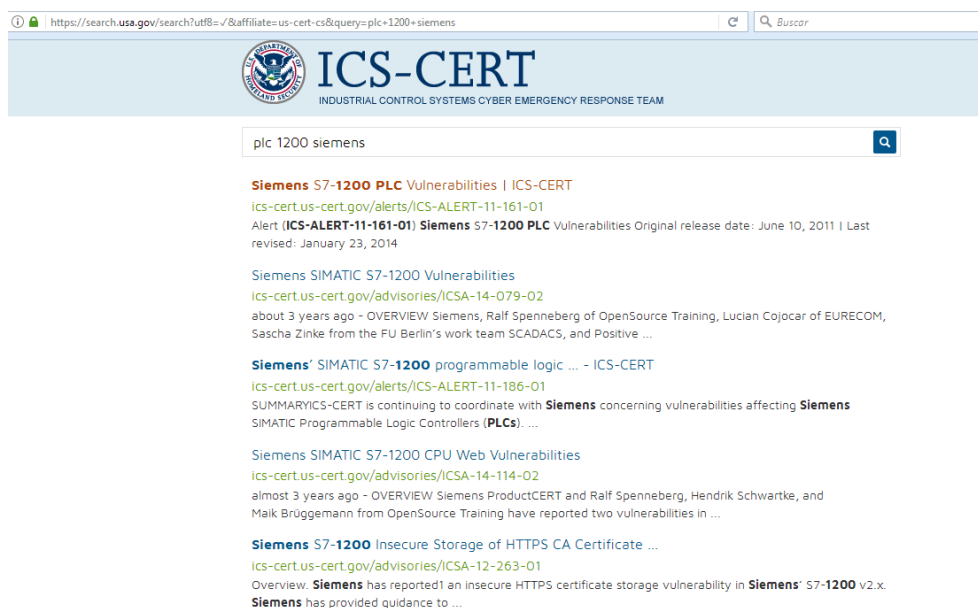 https://search.usa.gov/search?utf8=✓&affiliate=us-cert-cs&query=plc+1200+siemens
Buscar
ICS-CERT
INDUSTRIAL CONTROL SYSTEMS CYBER EMERGENCY RESPONSE TEAM
plc 1200 siemens
Siemens S7-1200 PLC Vulnerabilities | ICS-CERT
ics-cert.us-cert.gov/alerts/ICS-ALERT-11-161-01
Alert (ICS-ALERT-11-161-01) Siemens S7-1200 PLC Vulnerabilities Original release date: June 10, 2011 | Last
revised: January 23, 2014
Siemens SIMATIC S7-1200 Vulnerabilities
ics-cert.us-cert.gov/advisories/ICSA-14-079-02
about 3 years ago - OVERVIEW Siemens, Ralf Spenneberg of OpenSource Training, Lucian Cojocar of EURECOM,
Sascha Zinke from the FU Berlin's work team SCADACS, and Positive ...
Siemens' SIMATIC S7-1200 programmable logic ... - ICS-CERT
ics-cert.us-cert.gov/alerts/ICS-ALERT-11-186-01
SUMMARYICS-CERT is continuing to coordinate with Siemens concerning vulnerabilities affecting Siemens
SIMATIC Programmable Logic Controllers (PLCs). ...
Siemens SIMATIC S7-1200 CPU Web Vulnerabilities
ics-cert.us-cert.gov/advisories/ICSA-14-114-02
almost 3 years ago - OVERVIEW Siemens ProductCERT and Ralf Spenneberg, Hendrik Schwartke, and
Maik Brüggemann from OpenSource Training have reported two vulnerabilities in ...
Siemens S7-1200 Insecure Storage of HTTPS CA Certificate ...
ics-cert.us-cert.gov/advisories/ICSA-12-263-01
Overview. Siemens has reported1 an insecure HTTPS certificate storage vulnerability in Siemens' S7-1200 v2.x.
Siemens has provided guidance to ...